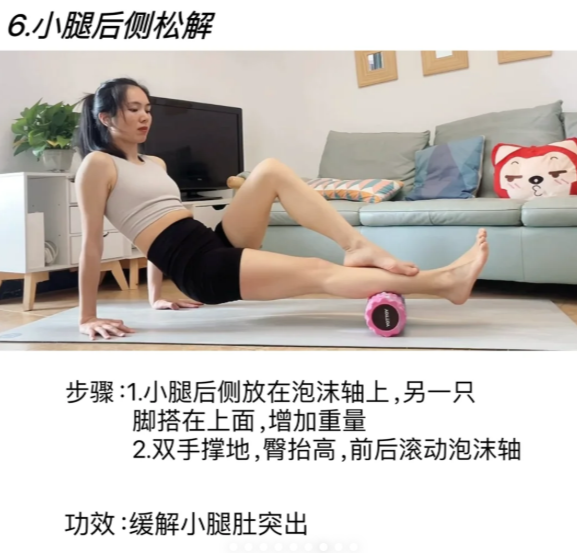 6.小腿后侧松解
步骤:1.小腿后侧放在泡沫轴上,另一只
脚搭在上面,增加重量
2.双手撑地,臀抬高,前后滚动泡沫轴
功效:缓解小腿肚突出